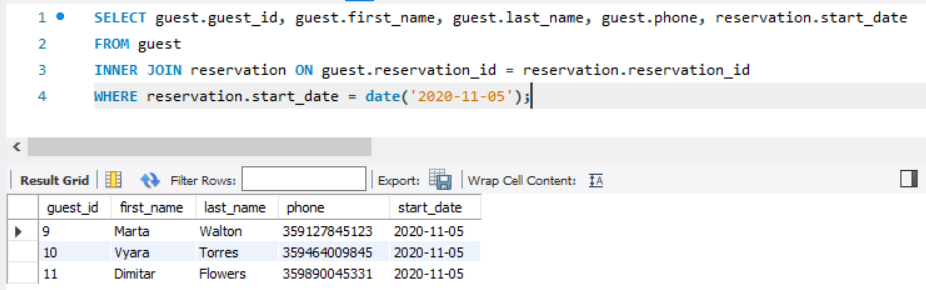 1 SELECT guest.guest_id, guest.first_name, guest.last_name, guest.phone, reservation.start_date
2 FROM guest
3 INNER JOIN reservation ON guest.reservation_id = reservation.reservation_id
4 WHERE reservation.start_date = date('2020-11-05');
Result Grid Filter Rows: Export: Wrap Cell Content: IA
guest_id first_name last_name phone start_date
9 Marta Walton 359127845123 2020-11-05
10 Vyara Torres 359464009845 2020-11-05
11 Dimitar Flowers 359890045331 2020-11-05